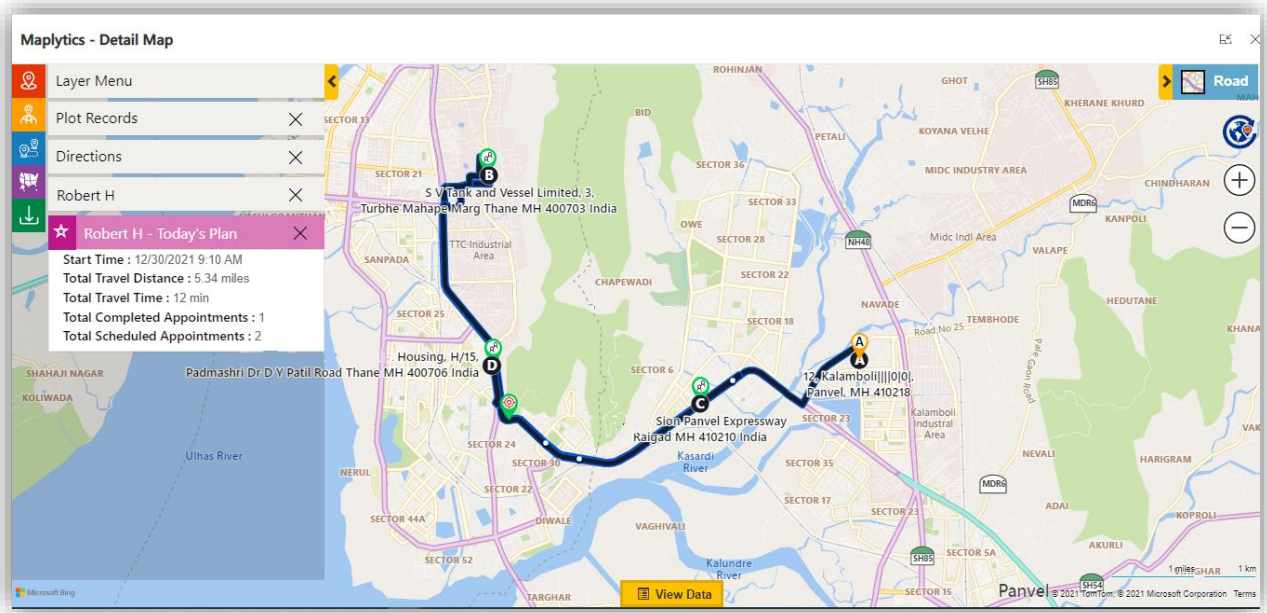 Maplytics - Detail Map
Layer Menu
Plot Records
Directions
Robert H
Robert H - Today's Plan
Start Time : 12/30/2021 9:10 AM
Total Travel Distance : 5.34 miles
Total Travel Time : 12 min
Total Completed Appointments : 1
Total Scheduled Appointments : 2
Road
ROHINJAN
GHOT
SH85
KHERANE KHURD
SECTOR 13
BID
PETALI
KOYANA VELHE
SECTOR 21
SECTOR 36
MIDC INDUSTRY AREA
CHINDHARAN
B
S V Tank and Vessel Limited, 3,
Turbhe Mahape Marg Thane MH 400703 India
SECTOR 33
MDR6
KANPOLI
OWE
SECTOR 28
NH48
Midc Indl Area
VALAPE
TTC Industrial
Area
SANPADA
CHAPEWADI
SECTOR 22
HEDUTANE
NAVADE
TEMBHODE
SECTOR 25
SECTOR 18
Road No 25
KHANA
Pale Gaon Road
A
A
Housing, H/15,
Padmashri Dr D Y Patil Road Thane MH 400706 India
D
SECTOR 6
12, Kalamboli||||0|0|,
Panvel, MH 410218
SHAHAJI NAGAR
KOLIWADA
C
Sion Panvel Expressway
Raigad MH 410210 India
SECTOR 23
Kalamboli
Industrial
Area
SECTOR 24
Ulhas River
SECTOR 30
Kasardi
River
SECTOR 35
NEVALI
HARIGRAM
NERUL
SECTOR 22
MDR6
SECTOR 17
SECTOR 23
ADAI
KOPROLI
SECTOR 44A
DIWALE
VAGHIVALI
AKURLI
SECTOR 52
SH85
SECTOR 5A
Kalundre
River
1 miles
1 km
Microsoft Bing
TARGHAR
View Data
SECTOR 15
Panvel
SH54
© 2021 TomTom, © 2021 Microsoft Corporation Terms